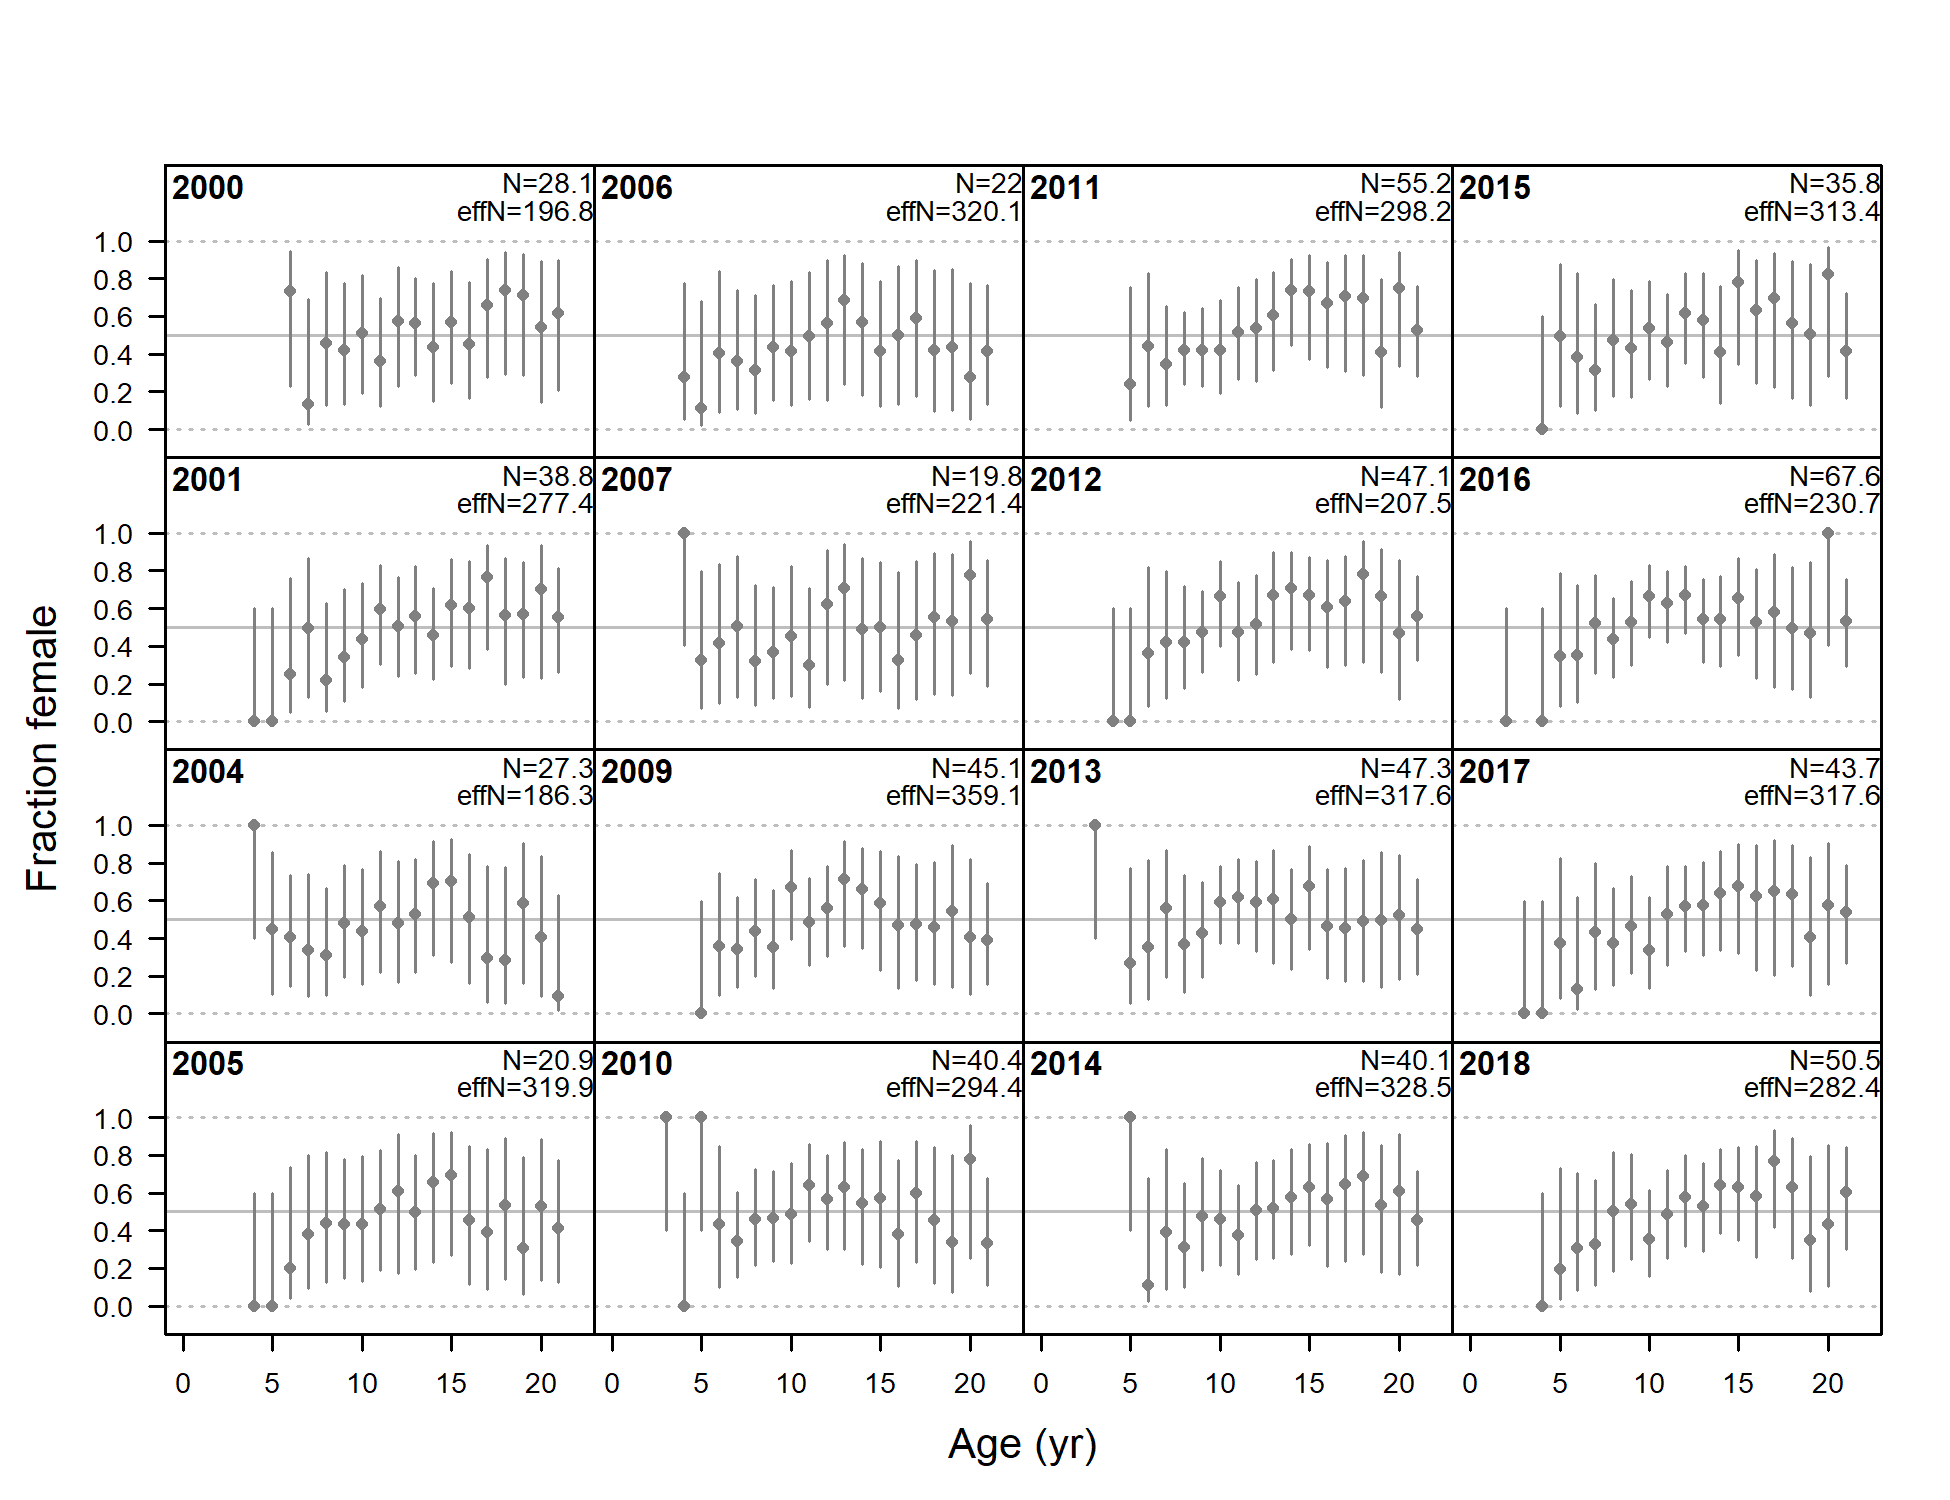 2000 N=28.1 2006 N=22 2011 N=55.2 2015 N=35.8
effN=196.8 effN=320.1 effN=298.2 effN=313.4
1.0
0.8
0.6
0.4
0.2
0.0
2001 N=38.8 2007 N=19.8 2012 N=47.1 2016 N=67.6
effN=277.4 effN=221.4 effN=207.5 effN=230.7
1.0
0.8
0.6
0.4
0.2
0.0
Fraction female
2004 N=27.3 2009 N=45.1 2013 N=47.3 2017 N=43.7
effN=186.3 effN=359.1 effN=317.6 effN=317.6
1.0
0.8
0.6
0.4
0.2
0.0
2005 N=20.9 2010 N=40.4 2014 N=40.1 2018 N=50.5
effN=319.9 effN=294.4 effN=328.5 effN=282.4
1.0
0.8
0.6
0.4
0.2
0.0
0 5 10 15 20 0 5 10 15 20 0 5 10 15 20 0 5 10 15 20
Age (yr)